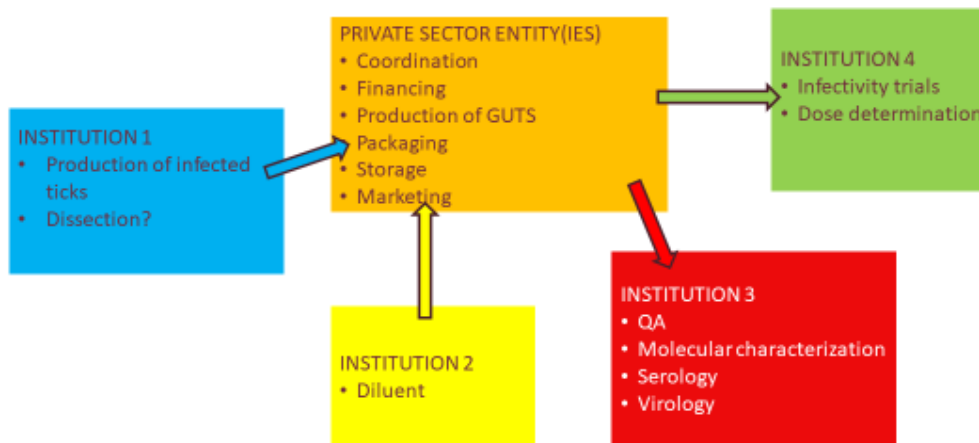 PRIVATE SECTOR ENTITY(IES)
• Coordination
• Financing
• Production of GUTS
• Packaging
• Storage
• Marketing
INSTITUTION 4
• Infectivity trials
• Dose determination
INSTITUTION 1
• Production of infected
ticks
• Dissection?
INSTITUTION 2
• Diluent
INSTITUTION 3
• QA
• Molecular characterization
• Serology
• Virology